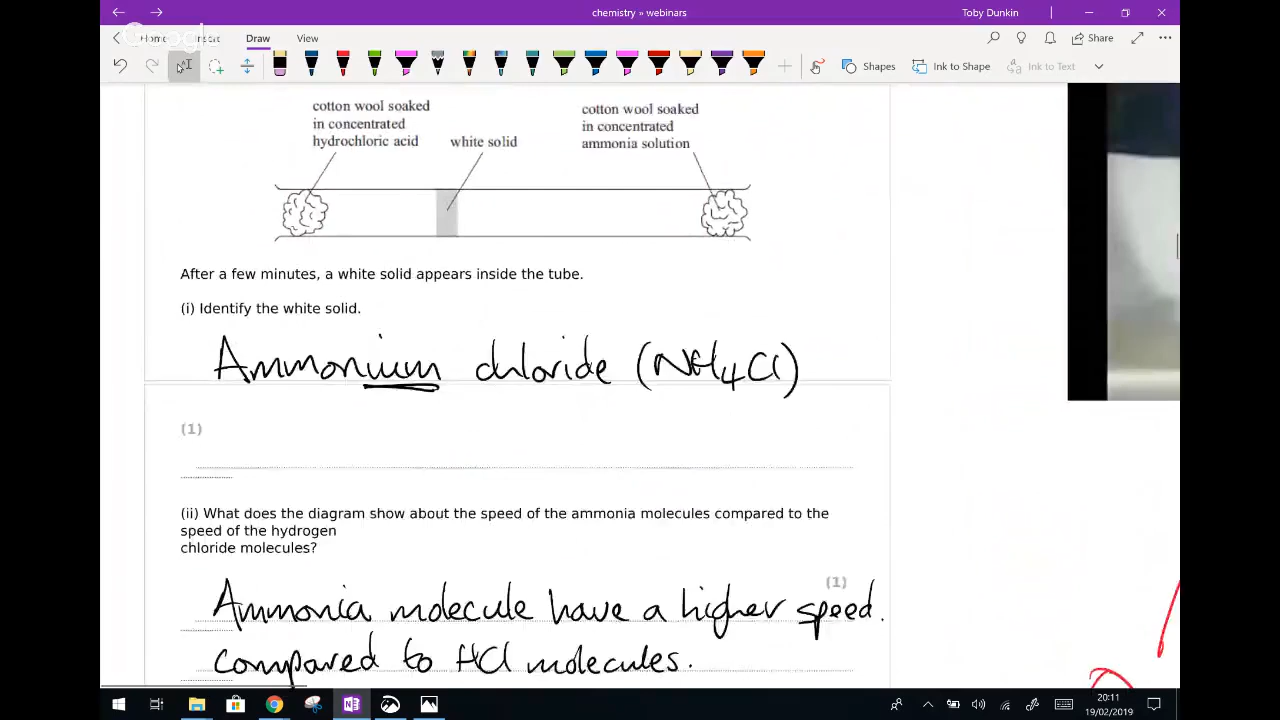 chemistry » webinars
Toby Dunkin
Google
Home
Insert
Draw
View
Share
Shapes
Ink to Shape
Ink to Text
cotton wool soaked
in concentrated
hydrochloric acid
white solid
cotton wool soaked
in concentrated
ammonia solution
After a few minutes, a white solid appears inside the tube.
(i) Identify the white solid.
Ammonium chloride (NH4Cl)
(1)
(ii) What does the diagram show about the speed of the ammonia molecules compared to the
speed of the hydrogen
chloride molecules?
(1)
Ammonia molecule have a higher speed.
compared to HCl molecules.
20:11
19/02/2019